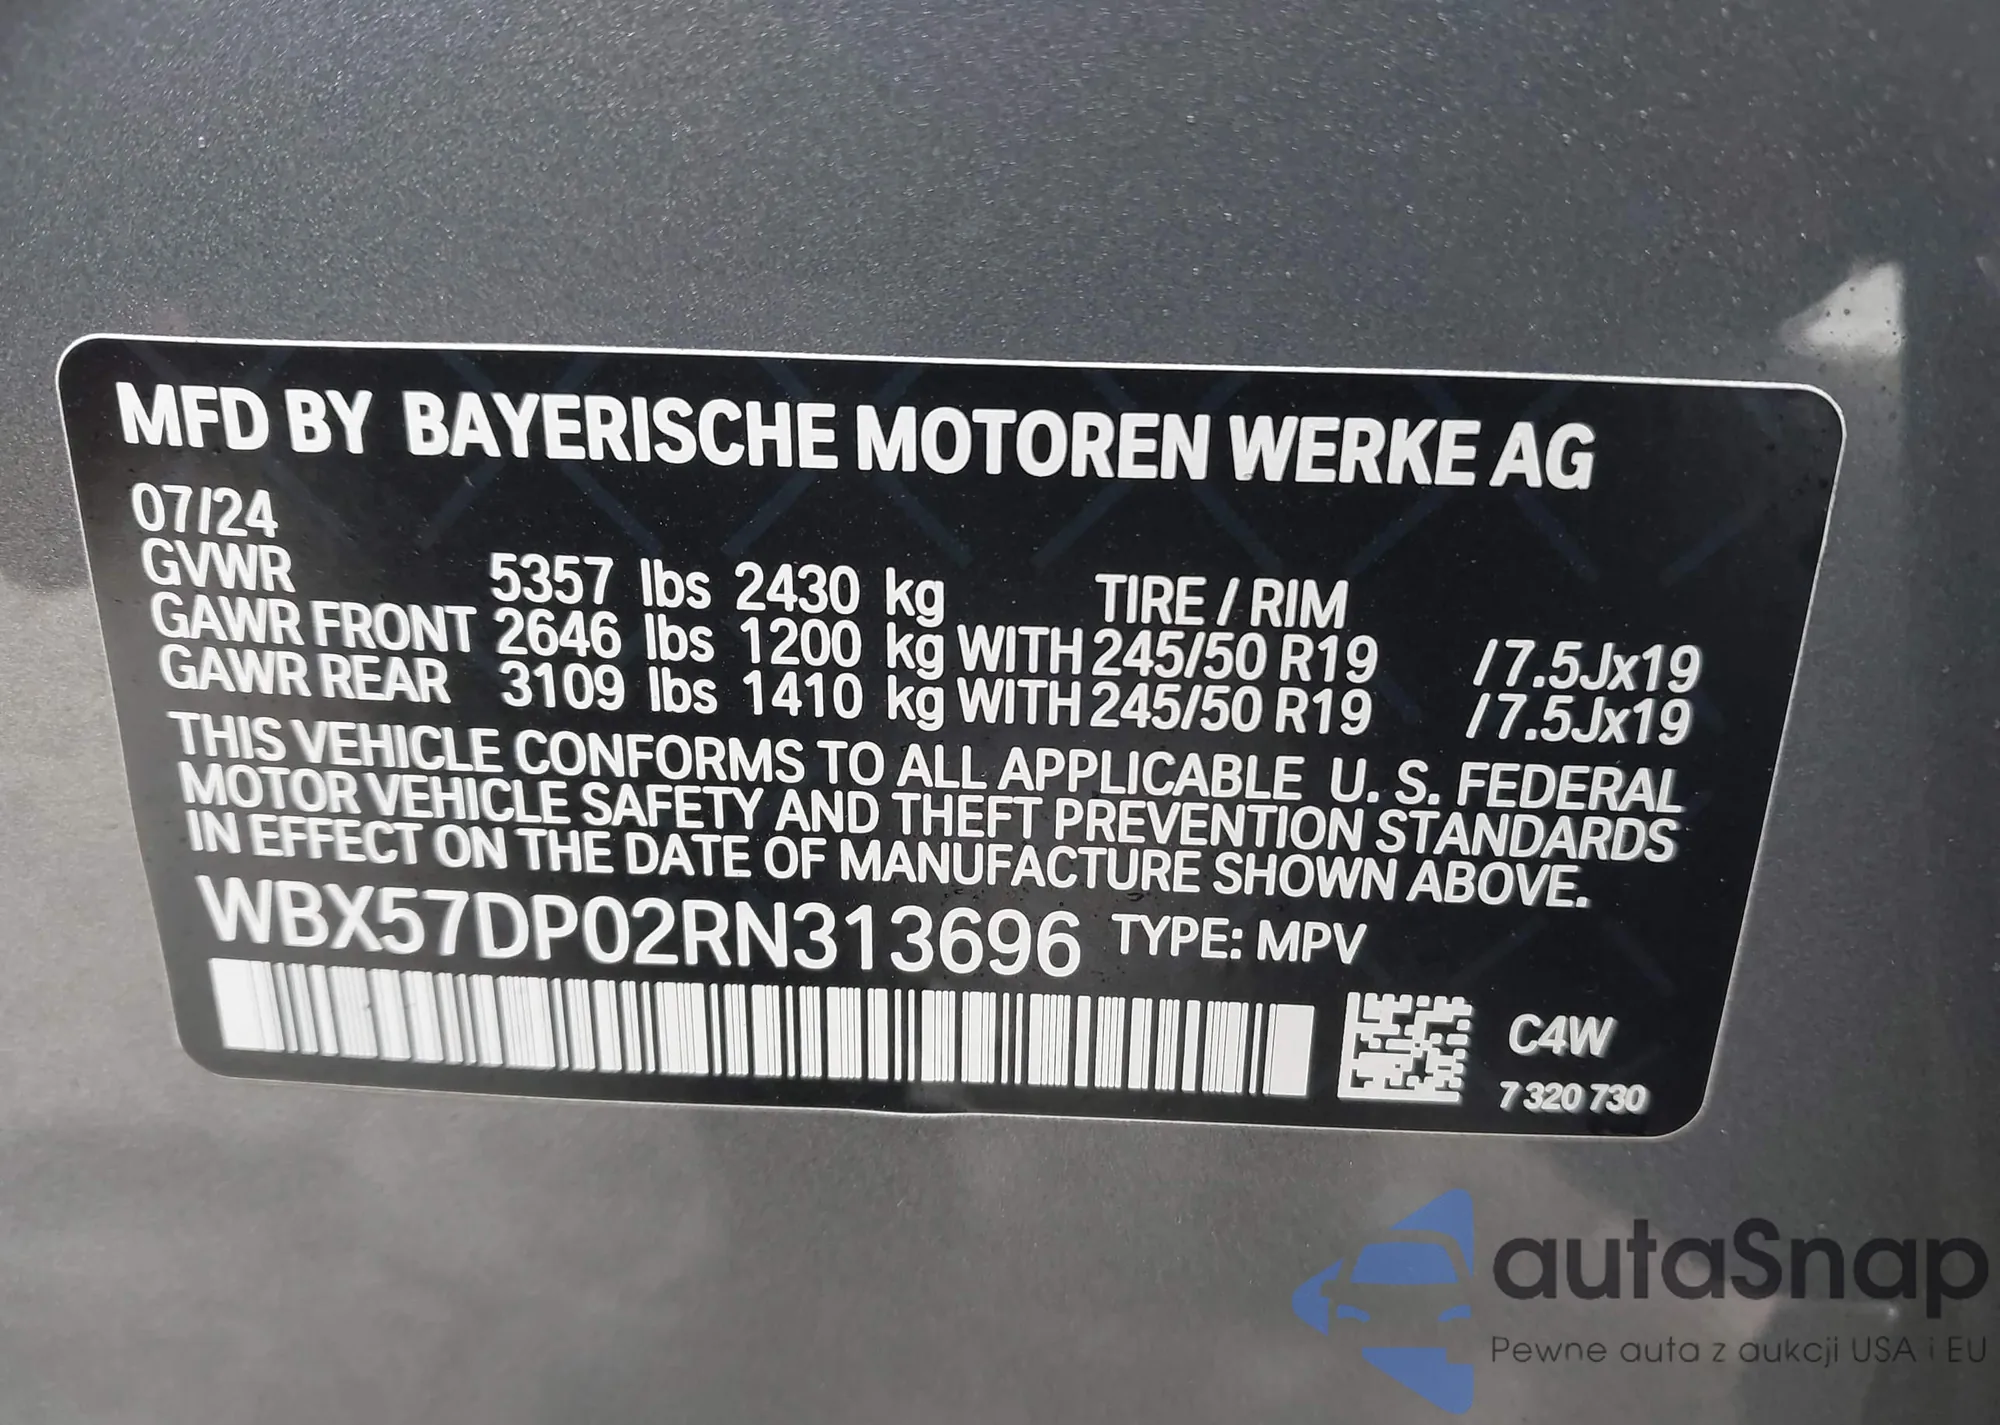 MFD BY BAYERISCHE MOTOREN WERKE AG
07/24
GVWR 5357 lbs 2430 kg TIRE / RIM
GAWR FRONT 2646 lbs 1200 kg WITH 245/50 R19 /7.5Jx19
GAWR REAR 3109 lbs 1410 kg WITH 245/50 R19 /7.5Jx19
THIS VEHICLE CONFORMS TO ALL APPLICABLE U. S. FEDERAL
MOTOR VEHICLE SAFETY AND THEFT PREVENTION STANDARDS
IN EFFECT ON THE DATE OF MANUFACTURE SHOWN ABOVE.
WBX57DP02RN313696 TYPE: MPV
C4W
7 320 730
autaSnap
Pewne auta z aukcji USA i EU